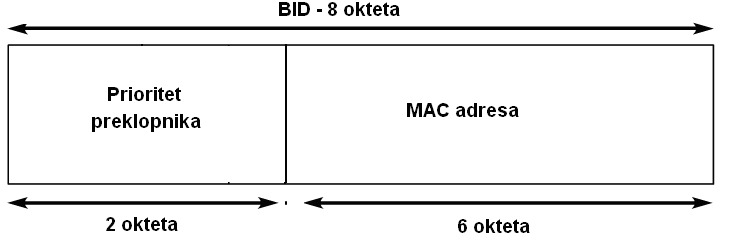 BID - 8 okteta
Prioritet
preklopnika
MAC adresa
2 okteta
6 okteta